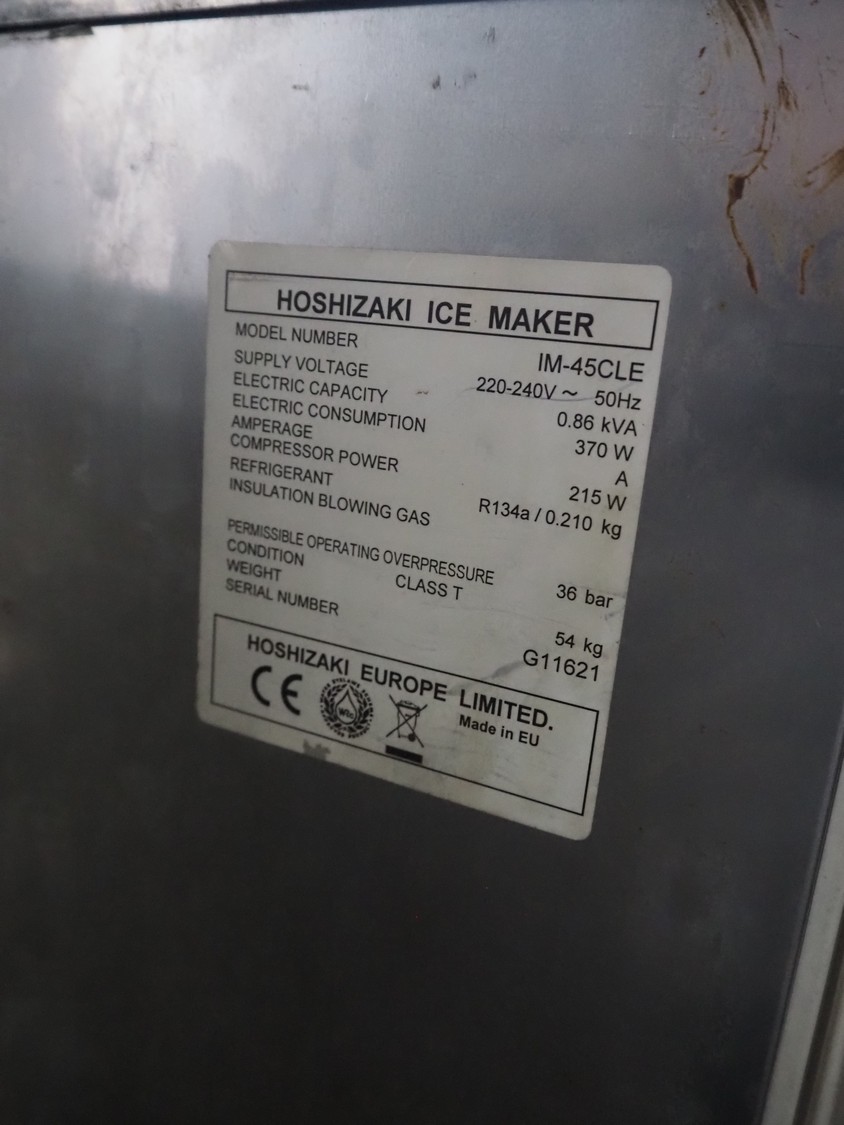 HOSHIZAKI ICE MAKER
MODEL NUMBER IM-45CLE
SUPPLY VOLTAGE 220-240V ~ 50Hz
ELECTRIC CAPACITY 0.86 kVA
ELECTRIC CONSUMPTION 370 W
AMPERAGE A
COMPRESSOR POWER 215 W
REFRIGERANT R134a / 0.210 kg
INSULATION BLOWING GAS
PERMISSIBLE OPERATING OVERPRESSURE 36 bar
CONDITION CLASS T
WEIGHT 54 kg
SERIAL NUMBER G11621
HOSHIZAKI EUROPE LIMITED.
CE
Made in EU